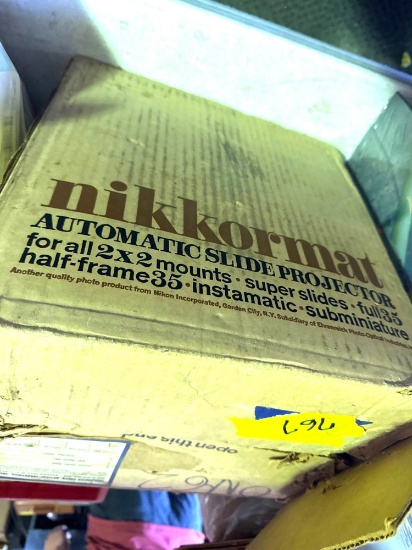 nikkormat
AUTOMATIC SLIDE PROJECTOR
for all 2x2 mounts · super slides · full 35
half-frame 35 · instamatic · subminiature
Another quality photo product from Nikon Incorporated, Garden City, N.Y. Subsidiary of Ehrenreich Photo-Optical Industries
open this end